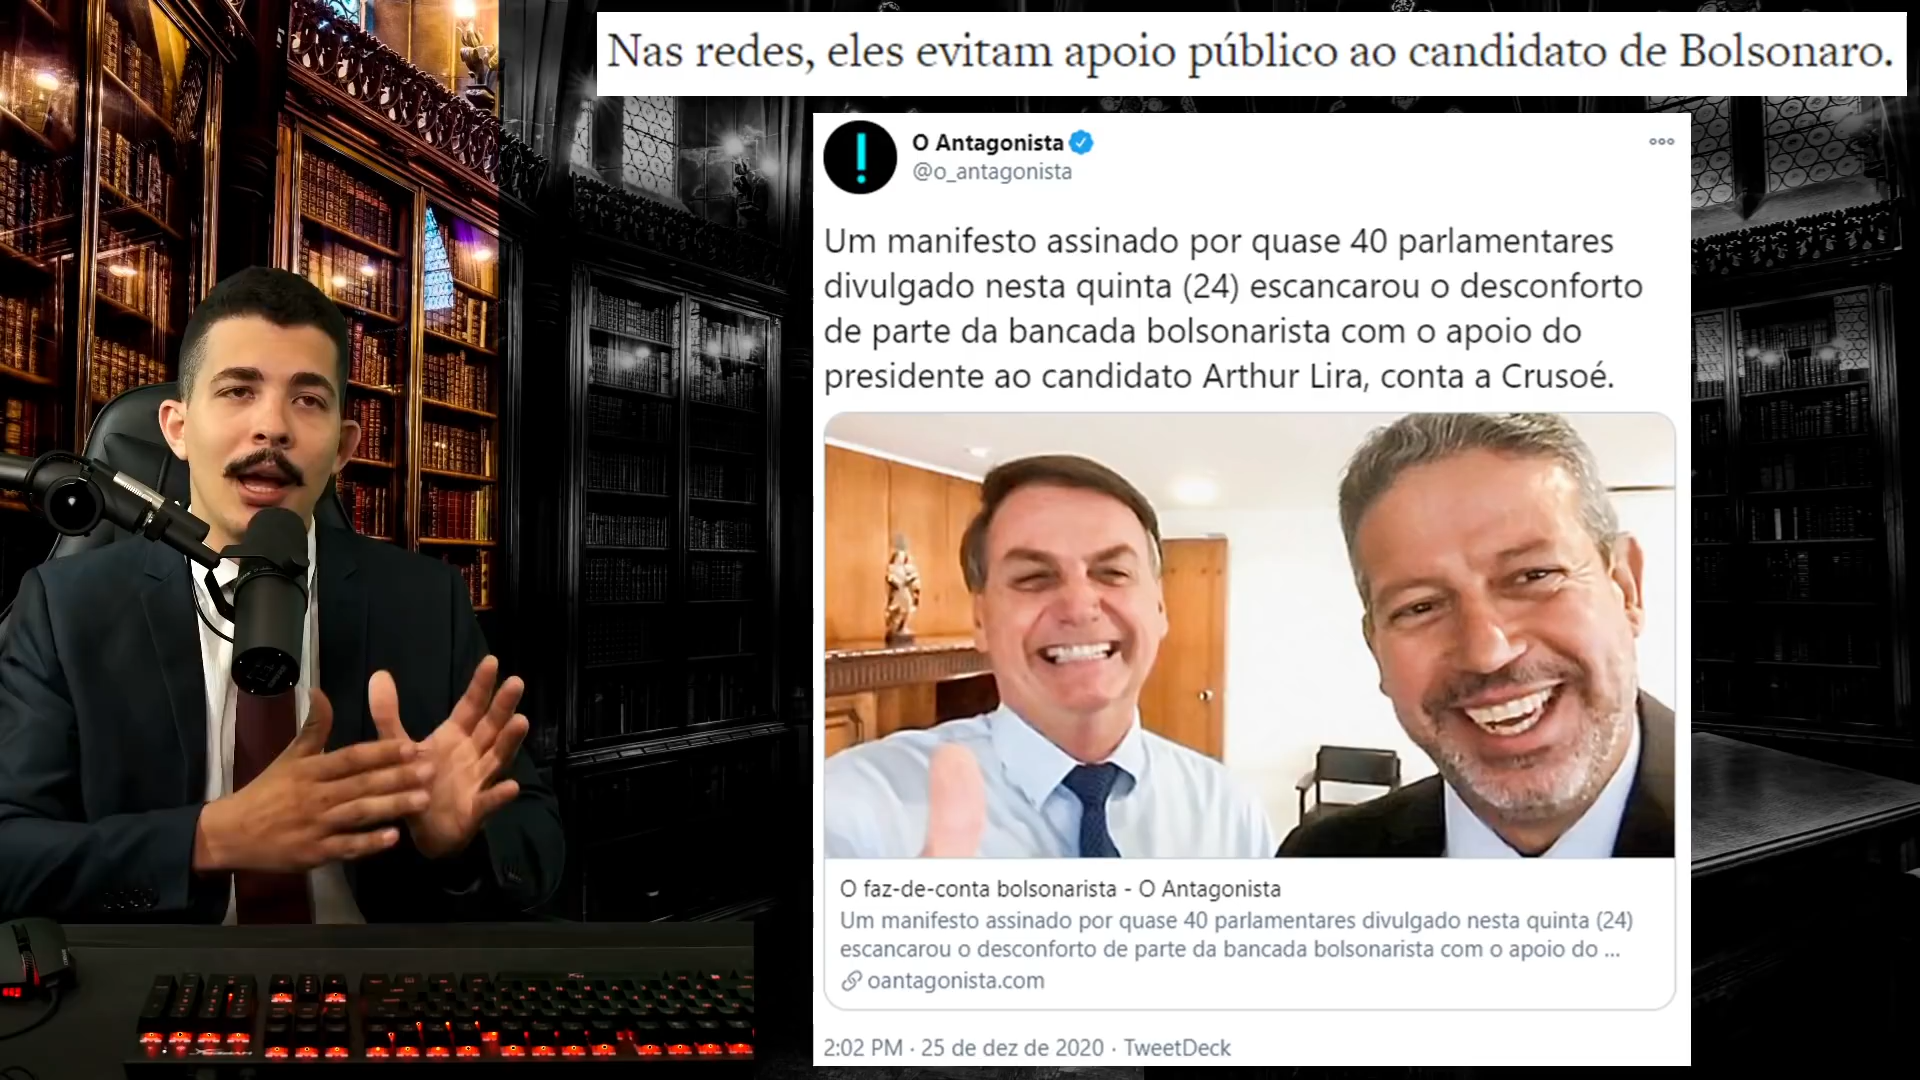 Nas redes, eles evitam apoio público ao candidato de Bolsonaro.
O Antagonista
@o_antagonista
Um manifesto assinado por quase 40 parlamentares
divulgado nesta quinta (24) escancarou o desconforto
de parte da bancada bolsonarista com o apoio do
presidente ao candidato Arthur Lira, conta a Crusoé.
O faz-de-conta bolsonarista - O Antagonista
Um manifesto assinado por quase 40 parlamentares divulgado nesta quinta (24)
escancarou o desconforto de parte da bancada bolsonarista com o apoio do ...
oantagonista.com
2:02 PM · 25 de dez de 2020 · TweetDeck